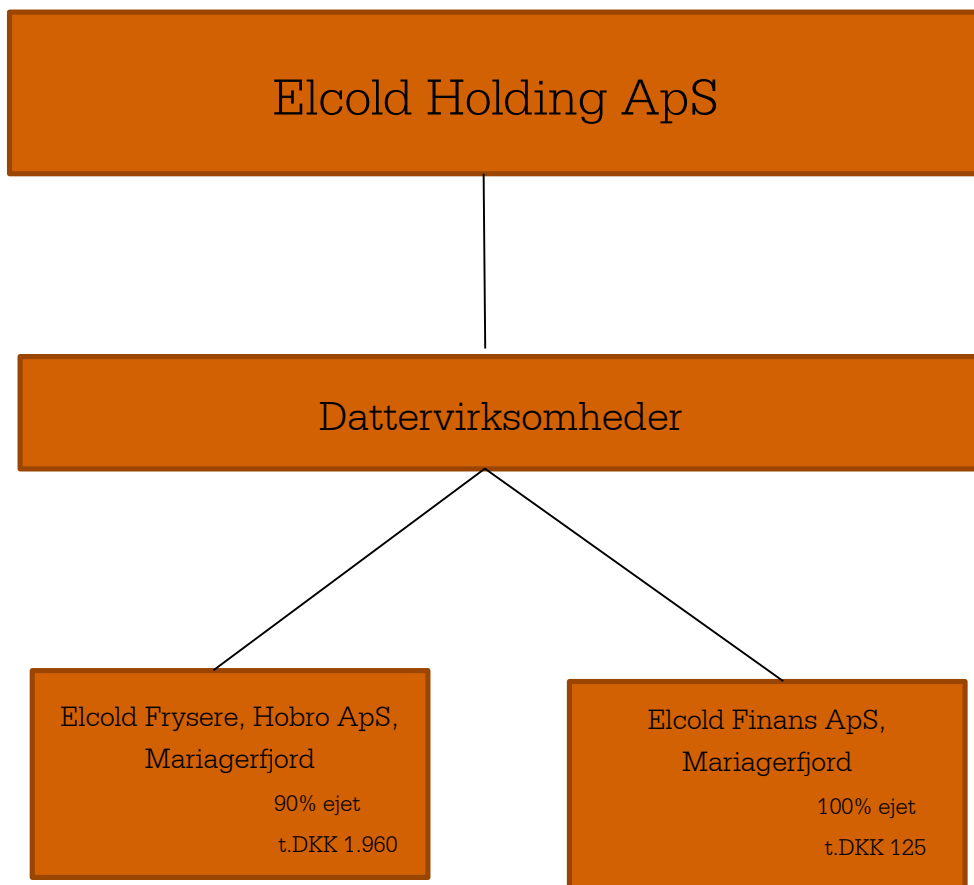 Elcold Holding ApS
Dattervirksomheder
Elcold Frysere, Hobro ApS,
Mariagerfjord
90% ejet
t.DKK 1.960
Elcold Finans ApS,
Mariagerfjord
100% ejet
t.DKK 125